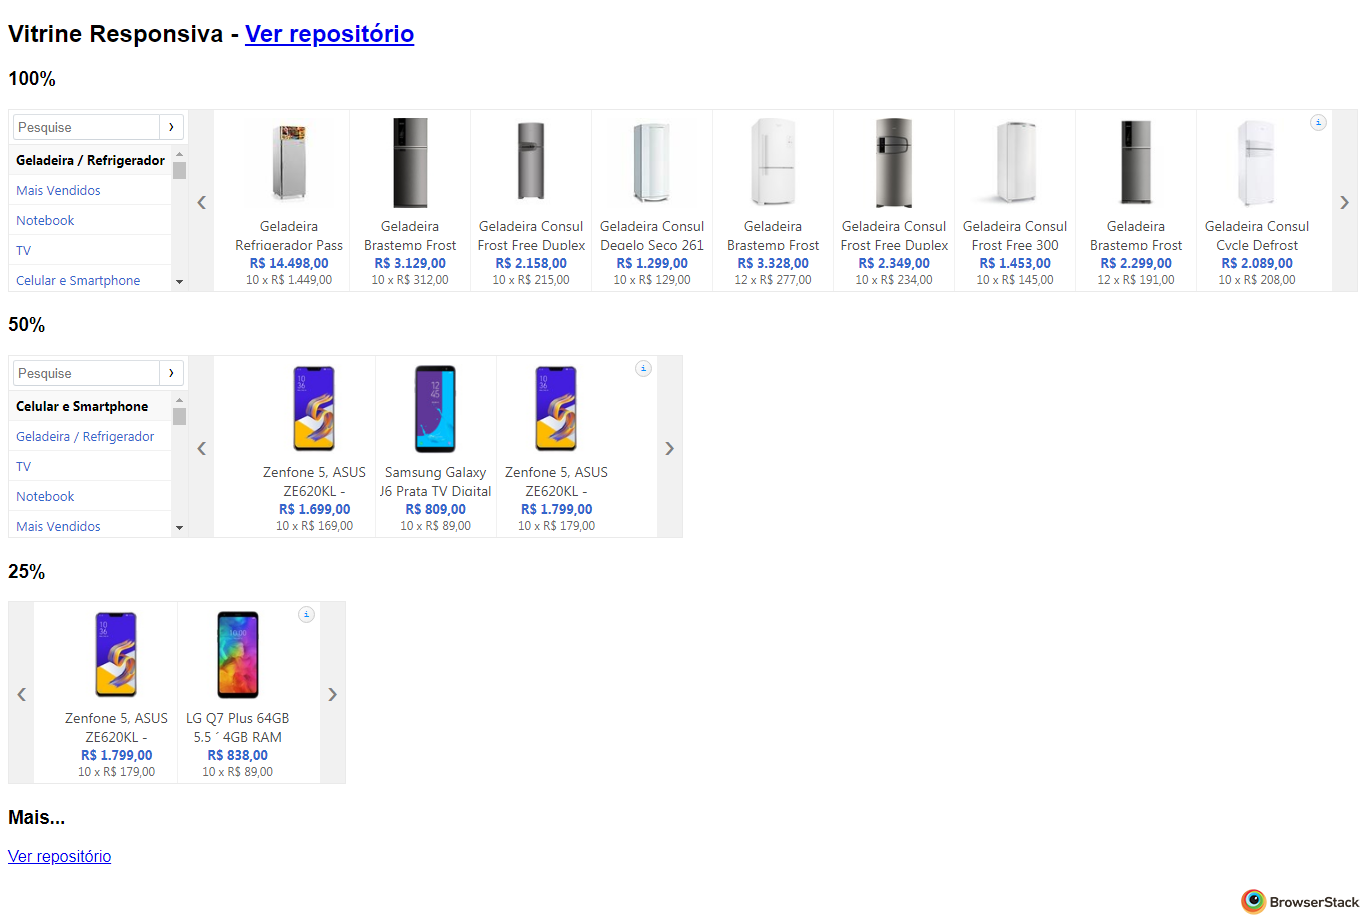 Vitrine Responsiva - Ver repositório
100%
Pesquise
Geladeira / Refrigerador
Mais Vendidos
Notebook
TV
Celular e Smartphone
Geladeira
Refrigerador Pass
R$ 14.498,00
10 x R$ 1.449,00
Geladeira
Brastemp Frost
R$ 3.129,00
10 x R$ 312,00
Geladeira Consul
Frost Free Duplex
R$ 2.158,00
10 x R$ 215,00
Geladeira Consul
Degelo Seco 261
R$ 1.299,00
10 x R$ 129,00
Geladeira
Brastemp Frost
R$ 3.328,00
12 x R$ 277,00
Geladeira Consul
Frost Free Duplex
R$ 2.349,00
10 x R$ 234,00
Geladeira Consul
Frost Free 300
R$ 1.453,00
10 x R$ 145,00
Geladeira
Brastemp Frost
R$ 2.299,00
12 x R$ 191,00
Geladeira Consul
Cycle Defrost
R$ 2.089,00
10 x R$ 208,00
50%
Pesquise
Celular e Smartphone
Geladeira / Refrigerador
TV
Notebook
Mais Vendidos
Zenfone 5, ASUS
ZE620KL -
R$ 1.699,00
10 x R$ 169,00
Samsung Galaxy
J6 Prata TV Digital
R$ 809,00
10 x R$ 89,00
Zenfone 5, ASUS
ZE620KL -
R$ 1.799,00
10 x R$ 179,00
25%
Zenfone 5, ASUS
ZE620KL -
R$ 1.799,00
10 x R$ 179,00
LG Q7 Plus 64GB
5.5 ´ 4GB RAM
R$ 838,00
10 x R$ 89,00
Mais...
Ver repositório
BrowserStack